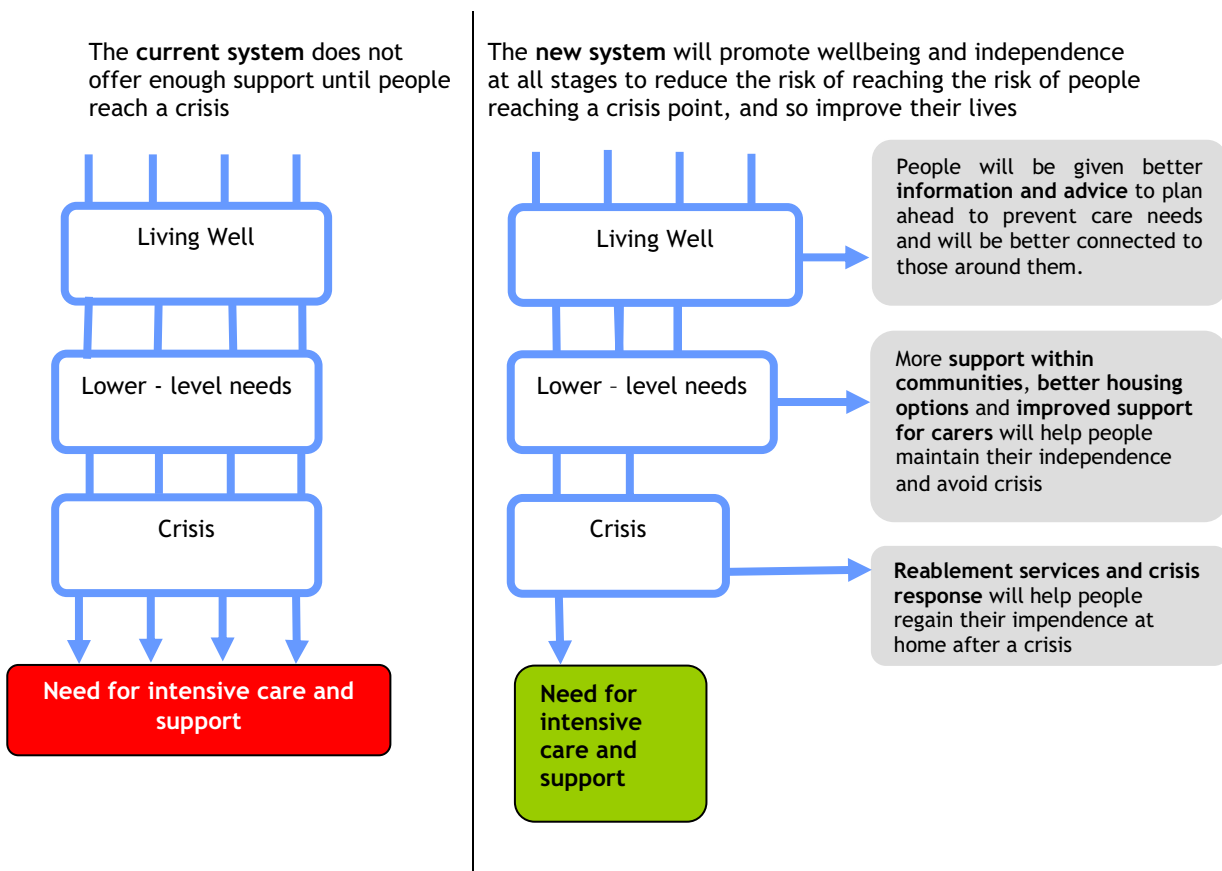 The current system does not
offer enough support until people
reach a crisis
Living Well
Lower - level needs
Crisis
Need for intensive care and
support
The new system will promote wellbeing and independence
at all stages to reduce the risk of reaching the risk of people
reaching a crisis point, and so improve their lives
Living Well
People will be given better
information and advice to plan
ahead to prevent care needs
and will be better connected to
those around them.
Lower – level needs
More support within
communities, better housing
options and improved support
for carers will help people
maintain their independence
and avoid crisis
Crisis
Reablement services and crisis
response will help people
regain their impendence at
home after a crisis
Need for
intensive
care and
support